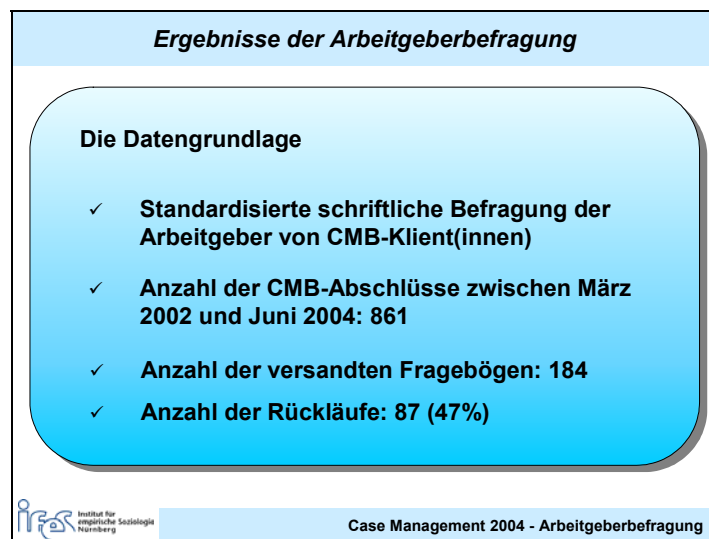 Ergebnisse der Arbeitgeberbefragung
Die Datengrundlage
✓ Standardisierte schriftliche Befragung der
Arbeitgeber von CMB-Klient(innen)
✓ Anzahl der CMB-Abschlüsse zwischen März
2002 und Juni 2004: 861
✓ Anzahl der versandten Fragebögen: 184
✓ Anzahl der Rückläufe: 87 (47%)
ifes
Institut für
empirische Soziologie
Nürnberg
Case Management 2004 - Arbeitgeberbefragung